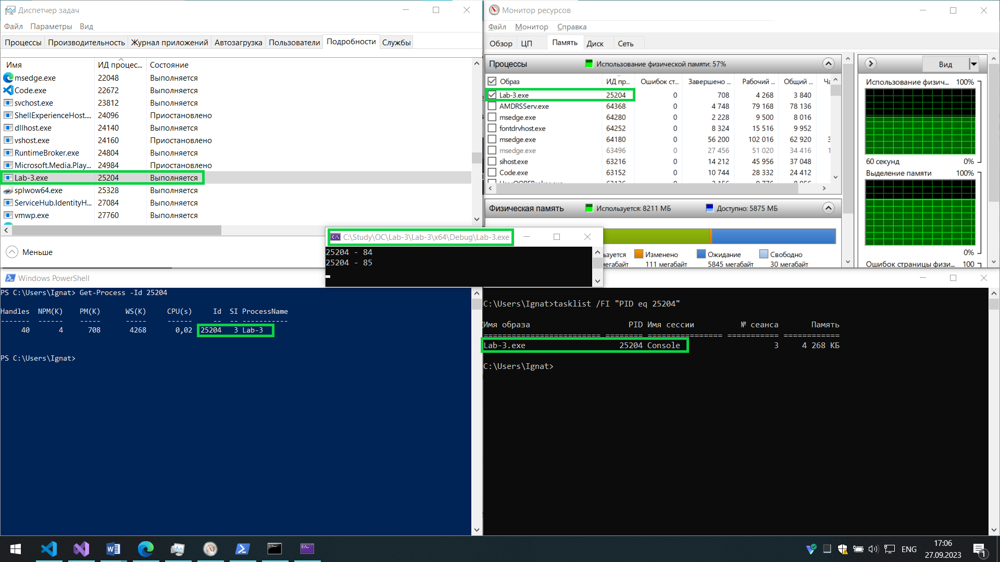 Диспетчер задач
Файл Параметры Вид
Процессы Производительность Журнал приложений Автозагрузка Пользователи Подробности Службы
Имя ИД процес... Состояние
msedge.exe 22048 Выполняется
Code.exe 22672 Выполняется
svchost.exe 23812 Выполняется
ShellExperienceHost.... 24096 Приостановлено
dllhost.exe 24140 Выполняется
vshost.exe 24160 Приостановлено
RuntimeBroker.exe 24804 Выполняется
Microsoft.Media.Play... 24984 Приостановлено
Lab-3.exe 25204 Выполняется
splwow64.exe 25328 Выполняется
ServiceHub.IdentityH... 27084 Выполняется
vmwp.exe 27760 Выполняется
Меньше
Монитор ресурсов
Файл Монитор Справка
Обзор ЦП Память Диск Сеть
Процессы Использование физической памяти: 57%
Образ ИД пр... Ошибок ст... Завершено ... Рабочий ... Общий ...
Lab-3.exe 25204 0 708 4 268 3 840
AMDRSServ.exe 64368 0 4 748 79 168 78 136
msedge.exe 64280 0 2 228 9 500 8 016
fontdrvhost.exe 64252 0 8 324 15 516 9 952
msedge.exe 64180 0 56 200 102 016 62 920
msedge.exe 63496 0 27 456 51 020 34 416
sihost.exe 63216 0 14 212 45 956 37 048
Code.exe 63152 0 10 744 28 332 24 412
Физическая память Используется: 8211 МБ Доступно: 5875 МБ
Изменено
111 мегабайт
Ожидание
5845 мегабайт
Свободно
30 мегабайт
Вид
Использование физич... 100%
60 секунд 0%
Выделение памяти 100%
0%
Ошибок страницы физи... 100
C:\Study\OC\Lab-3\Lab-3\x64\Debug\Lab-3.exe
25204 - 84
25204 - 85
Windows PowerShell
PS C:\Users\Ignat> Get-Process -Id 25204
Handles NPM(K) PM(K) WS(K) CPU(s) Id SI ProcessName
------- ------ ----- ----- ------ -- -- -----------
40 4 708 4268 0,02 25204 3 Lab-3
PS C:\Users\Ignat>
C:\Users\Ignat>tasklist /FI "PID eq 25204"
Имя образа PID Имя сессии № сеанса Память
========================= ======== ================ =========== ============
Lab-3.exe 25204 Console 3 4 268 КБ
C:\Users\Ignat>
ENG
17:06
27.09.2023
1